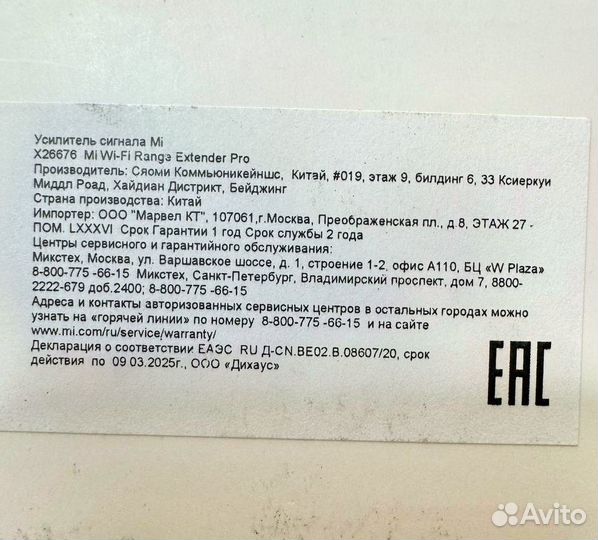 Усилитель сигнала Mi
X26676 Mi Wi-Fi Range Extender Pro
Производитель: Сяоми Коммьюникейншс, Китай, #019, этаж 9, билдинг 6, 33 Ксиеркуи
Миддл Роад, Хайдиан Дистрикт, Бейджинг
Страна производства: Китай
Импортер: ООО "Марвел КТ", 107061,г.Москва, Преображенская пл., д.8, ЭТАЖ 27 -
ПОМ. LXXXVI Срок Гарантии 1 год Срок службы 2 года
Центры сервисного и гарантийного обслуживания:
Микстех, Москва, ул. Варшавское шоссе, д. 1, строение 1-2, офис А110, БЦ «W Plaza»
8-800-775 -66-15 Микстех, Санкт-Петербург, Владимирский проспект, дом 7, 8800-
2222-679 доб.2400; 8-800-775-66-15
Адреса и контакты авторизованных сервисных центров в остальных городах можно
узнать на «горячей линии» по номеру 8-800-775-66-15 и на сайте
www.mi.com/ru/service/warranty/
Декларация о соответствии ЕАЭС RU Д-CN.BE02.B.08607/20, срок
действия по 09.03.2025г., ООО «Дихаус»
EAC
Avito